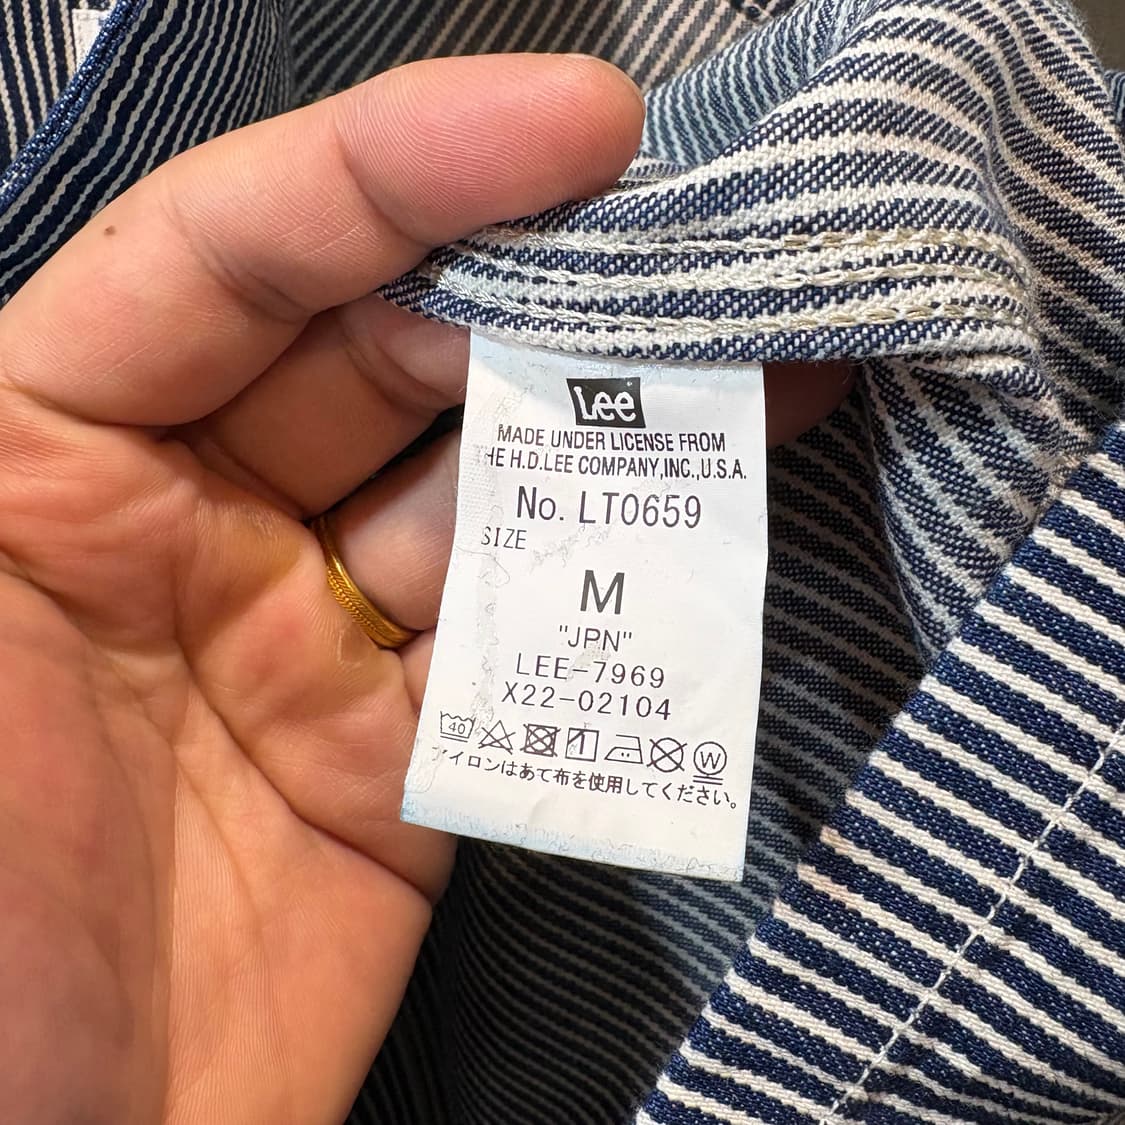 Lee
MADE UNDER LICENSE FROM
HE H.D.LEE COMPANY,INC.,U.S.A.
No. LT0659
SIZE
M
"JPN"
LEE-7969
X22-02104
40 W
アイロンはあて布を使用してください。